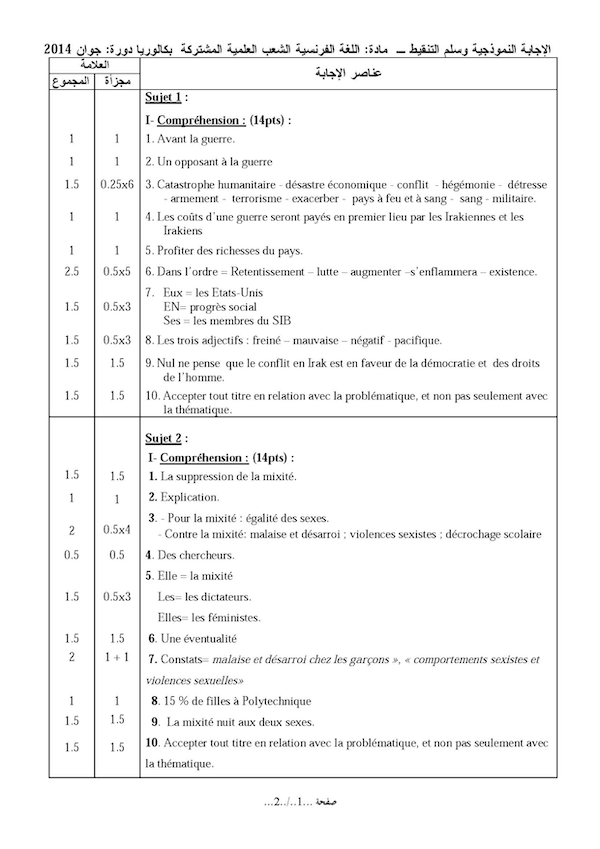 الإجابة النموذجية وسلم التنقيط ــ مادة: اللغة الفرنسية الشعب العلمية المشتركة بكالوريا دورة: جوان 2014
العلامة
عناصر الإجابة
المجموع مجزأة
Sujet 1 :
I- Compréhension : (14pts) :
1 1 1. Avant la guerre.
1 1 2. Un opposant à la guerre
1.5 0.25x6 3. Catastrophe humanitaire - désastre économique - conflit - hégémonie - détresse
- armement - terrorisme - exacerber - pays à feu et à sang - sang - militaire.
1 1 4. Les coûts d'une guerre seront payés en premier lieu par les Irakiennes et les
Irakiens
1 1 5. Profiter des richesses du pays.
2.5 0.5x5 6. Dans l'ordre = Retentissement – lutte – augmenter –s'enflammera – existence.
7. Eux = les Etats-Unis
1.5 0.5x3 EN= progrès social
Ses = les membres du SIB
1.5 0.5x3 8. Les trois adjectifs : freiné – mauvaise – négatif - pacifique.
1.5 1.5 9. Nul ne pense que le conflit en Irak est en faveur de la démocratie et des droits
de l'homme.
1.5 1.5 10. Accepter tout titre en relation avec la problématique, et non pas seulement avec
la thématique.
Sujet 2 :
I- Compréhension : (14pts) :
1.5 1.5 1. La suppression de la mixité.
1 1 2. Explication.
3. - Pour la mixité : égalité des sexes.
2 0.5x4 - Contre la mixité: malaise et désarroi ; violences sexistes ; décrochage scolaire
0.5 0.5 4. Des chercheurs.
5. Elle = la mixité
1.5 0.5x3 Les= les dictateurs.
Elles= les féministes.
1.5 1.5 6. Une éventualité
2 1 + 1 7. Constats= malaise et désarroi chez les garçons », « comportements sexistes et
violences sexuelles»
1 1 8. 15 % de filles à Polytechnique
1.5 1.5 9. La mixité nuit aux deux sexes.
1.5 1.5 10. Accepter tout titre en relation avec la problématique, et non pas seulement avec
la thématique.
صفحة ...1../..2...